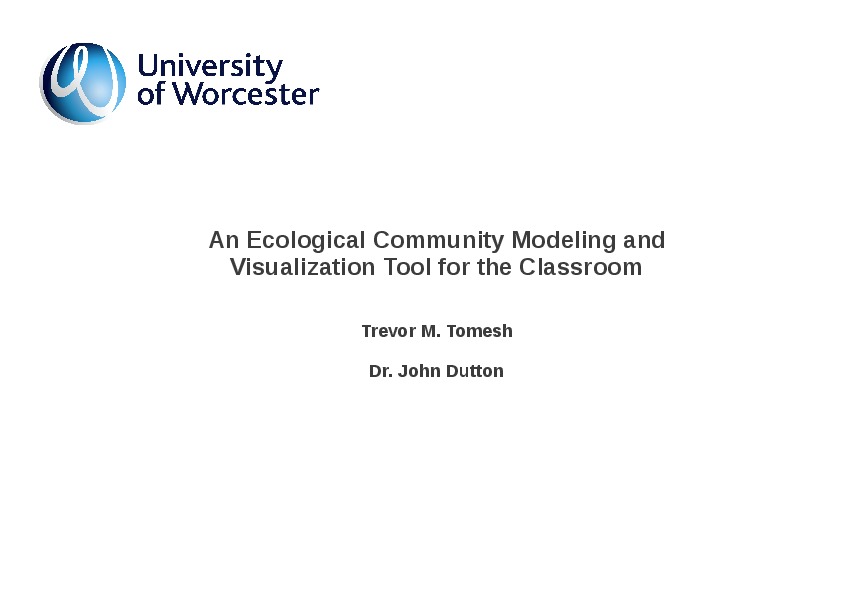 University
of Worcester
An Ecological Community Modeling and
Visualization Tool for the Classroom
Trevor M. Tomesh
Dr. John Dutton